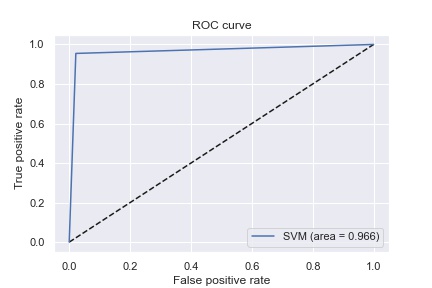 ROC curve
True positive rate
1.0
0.8
0.6
0.4
0.2
0.0
SVM (area = 0.966)
0.0 0.2 0.4 0.6 0.8 1.0
False positive rate